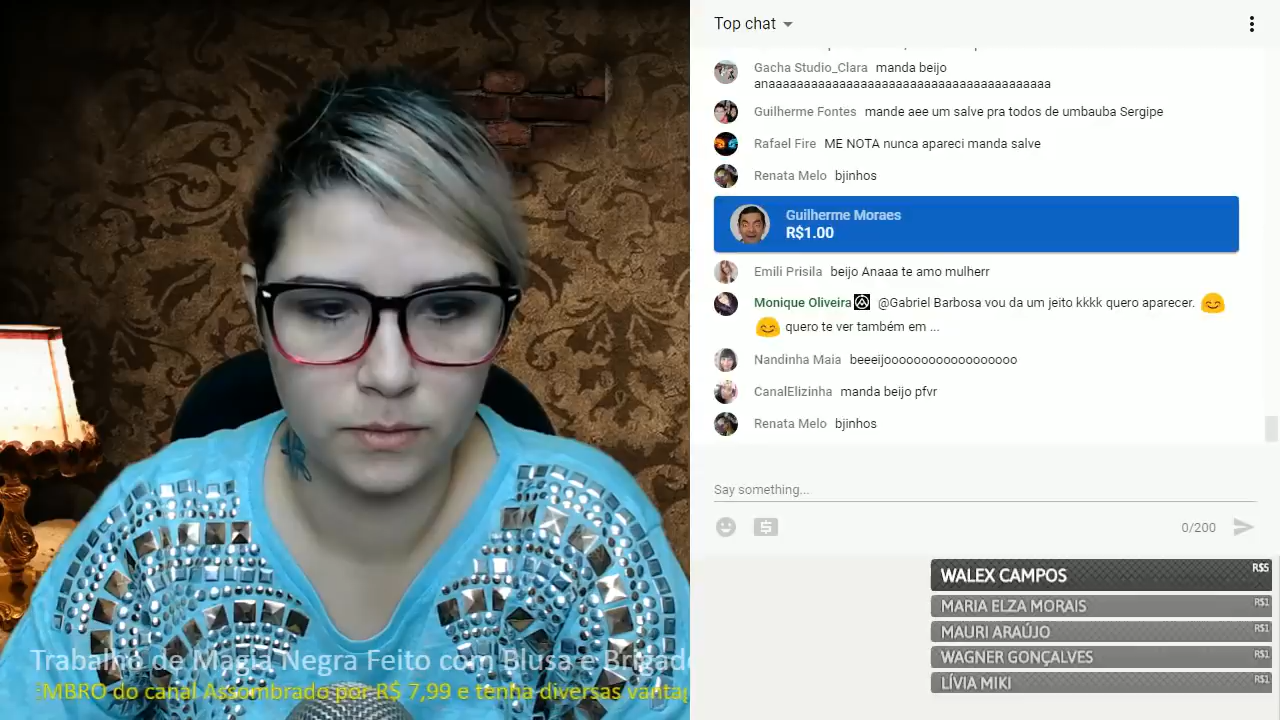 Top chat
Gacha Studio_Clara manda beijo
anaaaaaaaaaaaaaaaaaaaaaaaaaaaaaaaaaaaaaaaa
Guilherme Fontes mande aee um salve pra todos de umbauba Sergipe
Rafael Fire ME NOTA nunca apareci manda salve
Renata Melo bjinhos
Guilherme Moraes
R$1.00
Emili Prisila beijo Anaaa te amo mulherr
Monique Oliveira @Gabriel Barbosa vou da um jeito kkkk quero aparecer. 😊
😊 quero te ver também em ...
Nandinha Maia beeeijoooooooooooooooooo
CanalElizinha manda beijo pfvr
Renata Melo bjinhos
Say something...
0/200
WALEX CAMPOS R$5
MARIA ELZA MORAIS R$1
MAURI ARAÚJO R$1
WAGNER GONÇALVES R$1
LÍVIA MIKI R$1
Trabalho de Magia Negra Feito com Blusa e Brigade
EMBRO do canal Assombrado por R$ 7,99 e tenha diversas vantag